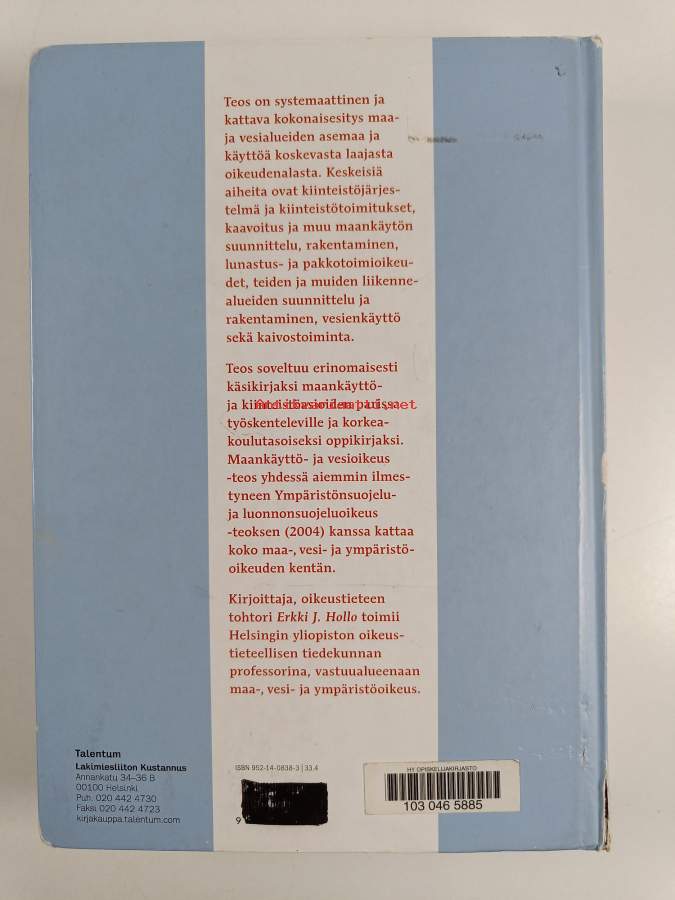 Teos on systemaattinen ja
kattava kokonaisesitys maa-
ja vesialueiden asemaa ja
käyttöä koskevasta laajasta
oikeudenalasta. Keskeisiä
aiheita ovat kiinteistöjärjes-
telmä ja kiinteistötoimitukset,
kaavoitus ja muu maankäytön
suunnittelu, rakentaminen,
lunastus- ja pakkotoimioikeu-
det, teiden ja muiden liikenne-
alueiden suunnittelu ja
rakentaminen, vesienkäyttö
sekä kaivostoiminta.
Teos soveltuu erinomaisesti
käsikirjaksi maankäyttö-
ja kiinteistöasioiden parissa
työskenteleville ja korkea-
koulutasoiseksi oppikirjaksi.
Maankäyttö- ja vesioikeus
-teos yhdessä aiemmin ilmes-
tyneen Ympäristönsuojelu-
ja luonnonsuojeluoikeus
-teoksen (2004) kanssa kattaa
koko maa-, vesi- ja ympäristö-
oikeuden kentän.
Kirjoittaja, oikeustieteen
tohtori Erkki J. Hollo toimii
Helsingin yliopiston oikeus-
tieteellisen tiedekunnan
professorina, vastuualueenaan
maa-, vesi- ja ympäristöoikeus.
Talentum
Lakimiesliiton Kustannus
Annankatu 34–36 B
00100 Helsinki
Puh. 020 442 4730
Faksi 020 442 4723
kirjakauppa.talentum.com
ISBN 952-14-0838-3 | 33.4
9
HY OPISKELIJAKIRJASTO
103 046 5885